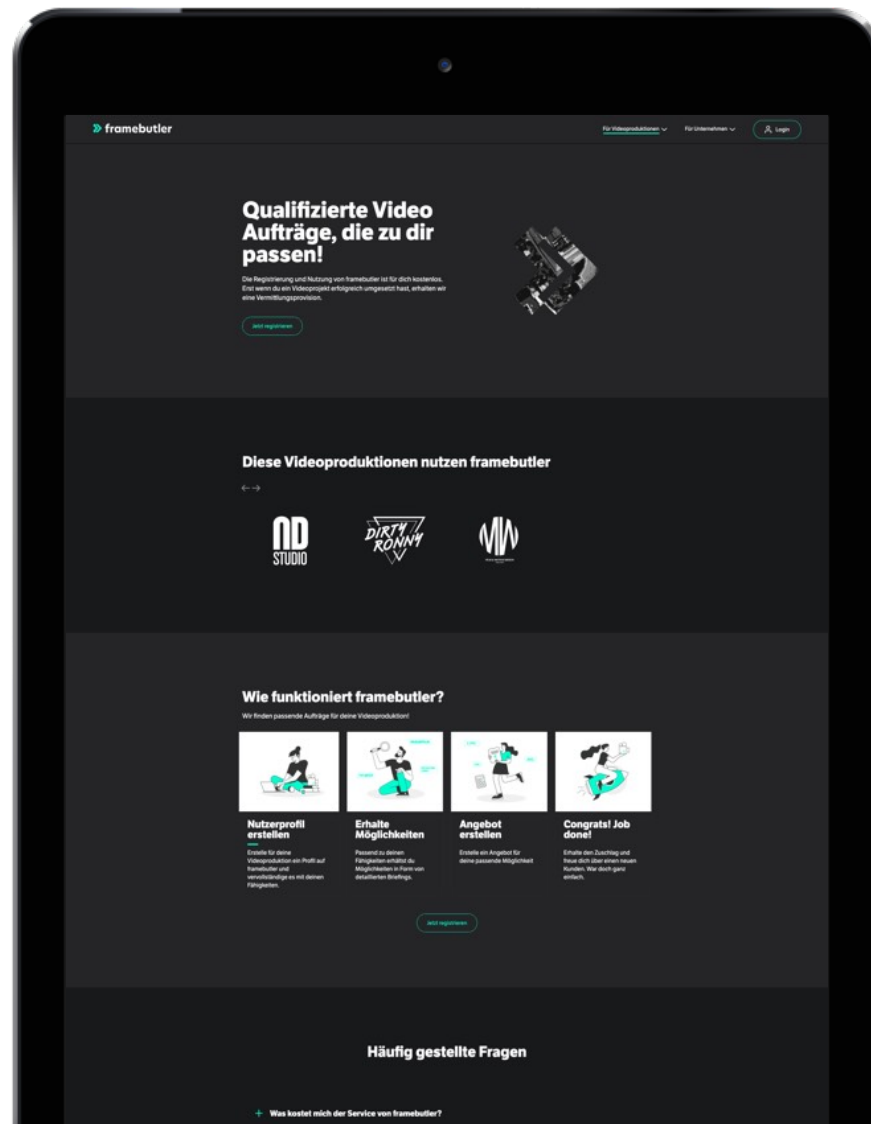 framebutler
Für Videoproduktionen
Für Unternehmen
Login
Qualifizierte Video
Aufträge, die zu dir
passen!
Die Registrierung und Nutzung von framebutler ist für dich kostenlos.
Erst wenn du ein Videoprojekt erfolgreich umgesetzt hast, erhalten wir
eine Vermittlungsprovision.
Jetzt registrieren
Diese Videoproduktionen nutzen framebutler
ND
STUDIO
DIRTY
RONNY
MW
Wie funktioniert framebutler?
Wir finden passende Aufträge für deine Videoproduktion!
Nutzerprofil
erstellen
Erstelle für deine
Videoproduktion ein Profil auf
framebutler und
vervollständige es mit deinen
Fähigkeiten.
Erhalte
Möglichkeiten
Passend zu deinen
Fähigkeiten erhältst du
Möglichkeiten in Form von
detaillierten Briefings.
Angebot
erstellen
Erstelle ein Angebot für
deine passende Möglichkeit
Congrats! Job
done!
Erhalte den Zuschlag und
freue dich über einen neuen
Kunden. War doch ganz
einfach.
Jetzt registrieren
Häufig gestellte Fragen
Was kostet mich der Service von framebutler?